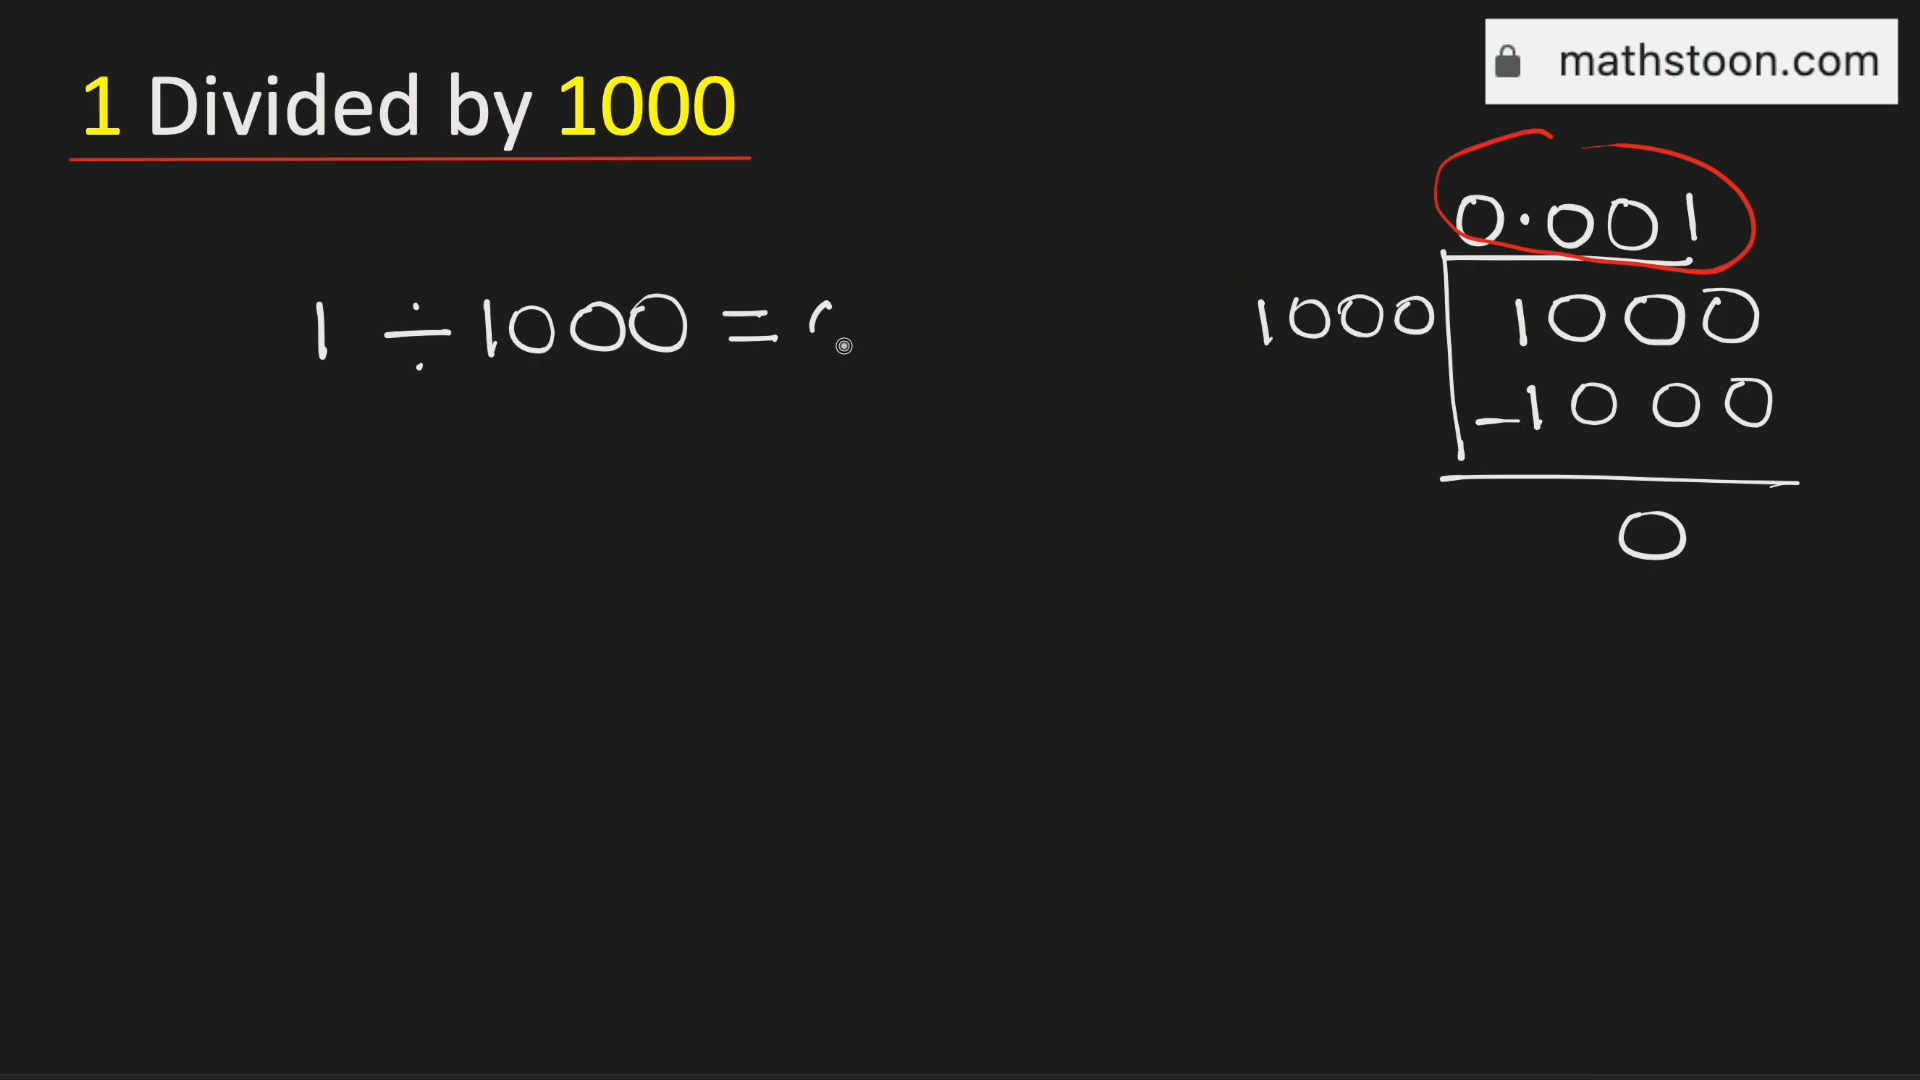 mathstoon.com
1 Divided by 1000
0.001
1 ÷ 1000 =
1000 1000
-1000
0